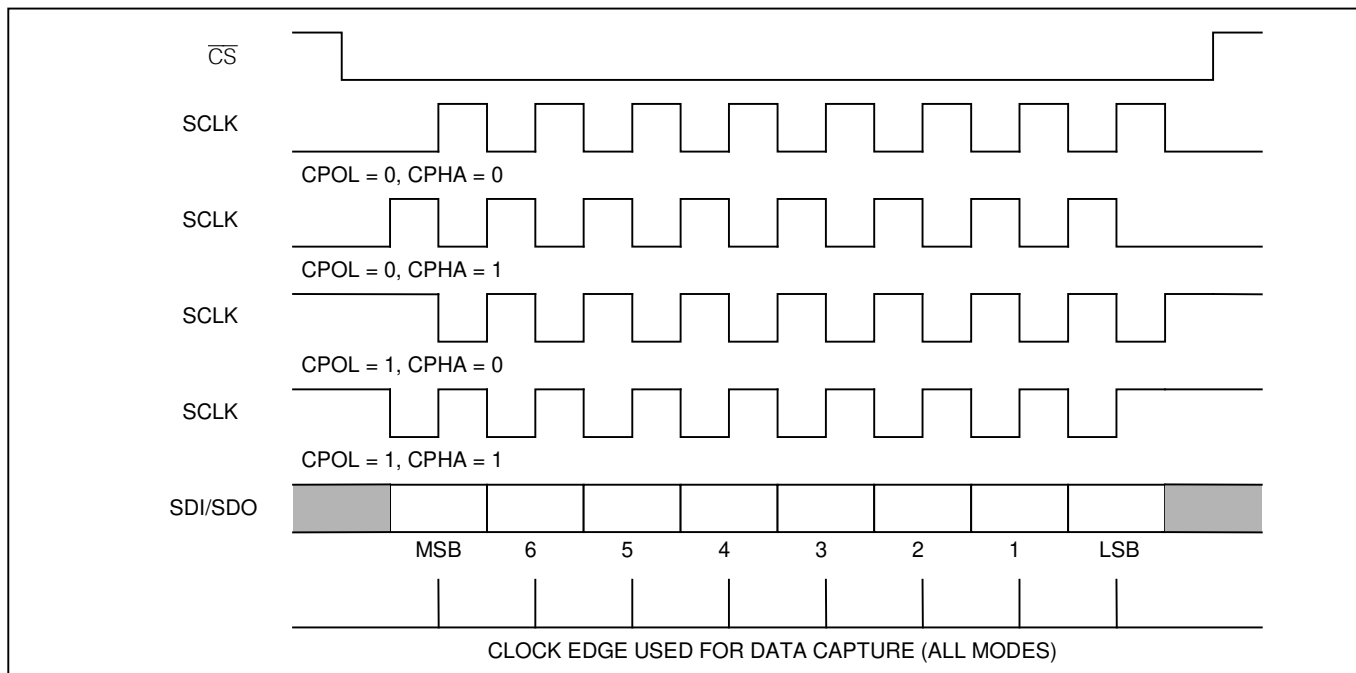 CS
SCLK
CPOL = 0, CPHA = 0
SCLK
CPOL = 0, CPHA = 1
SCLK
CPOL = 1, CPHA = 0
SCLK
CPOL = 1, CPHA = 1
SDI/SDO
MSB 6 5 4 3 2 1 LSB
CLOCK EDGE USED FOR DATA CAPTURE (ALL MODES)